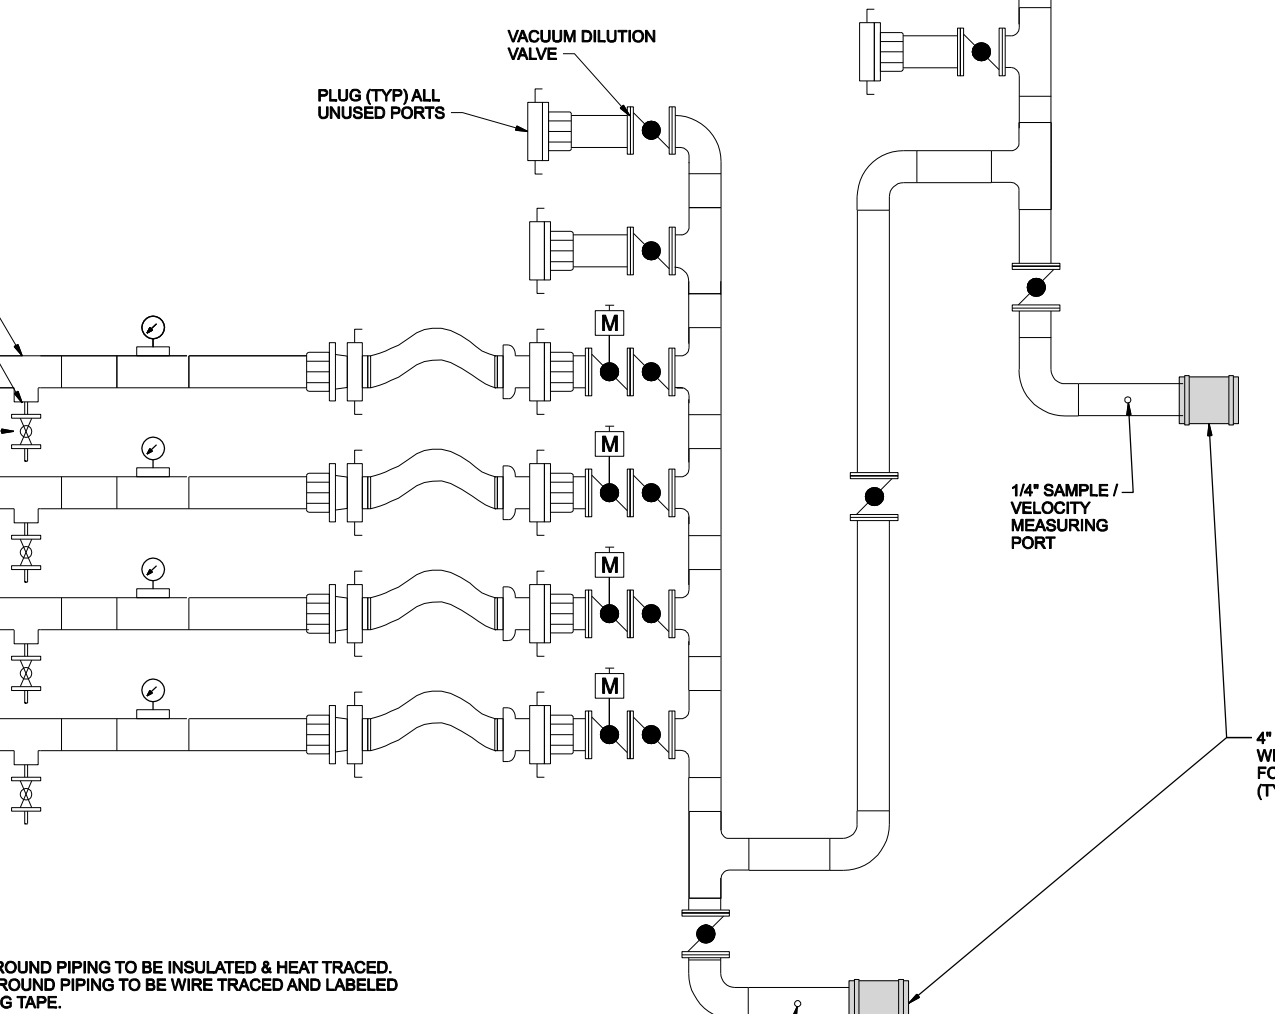 VACUUM DILUTION
VALVE
PLUG (TYP) ALL
UNUSED PORTS
M
M
M
M
1/4" SAMPLE /
VELOCITY
MEASURING
PORT
4"
ROUND PIPING TO BE INSULATED & HEAT TRACED.
ROUND PIPING TO BE WIRE TRACED AND LABELED
G TAPE.